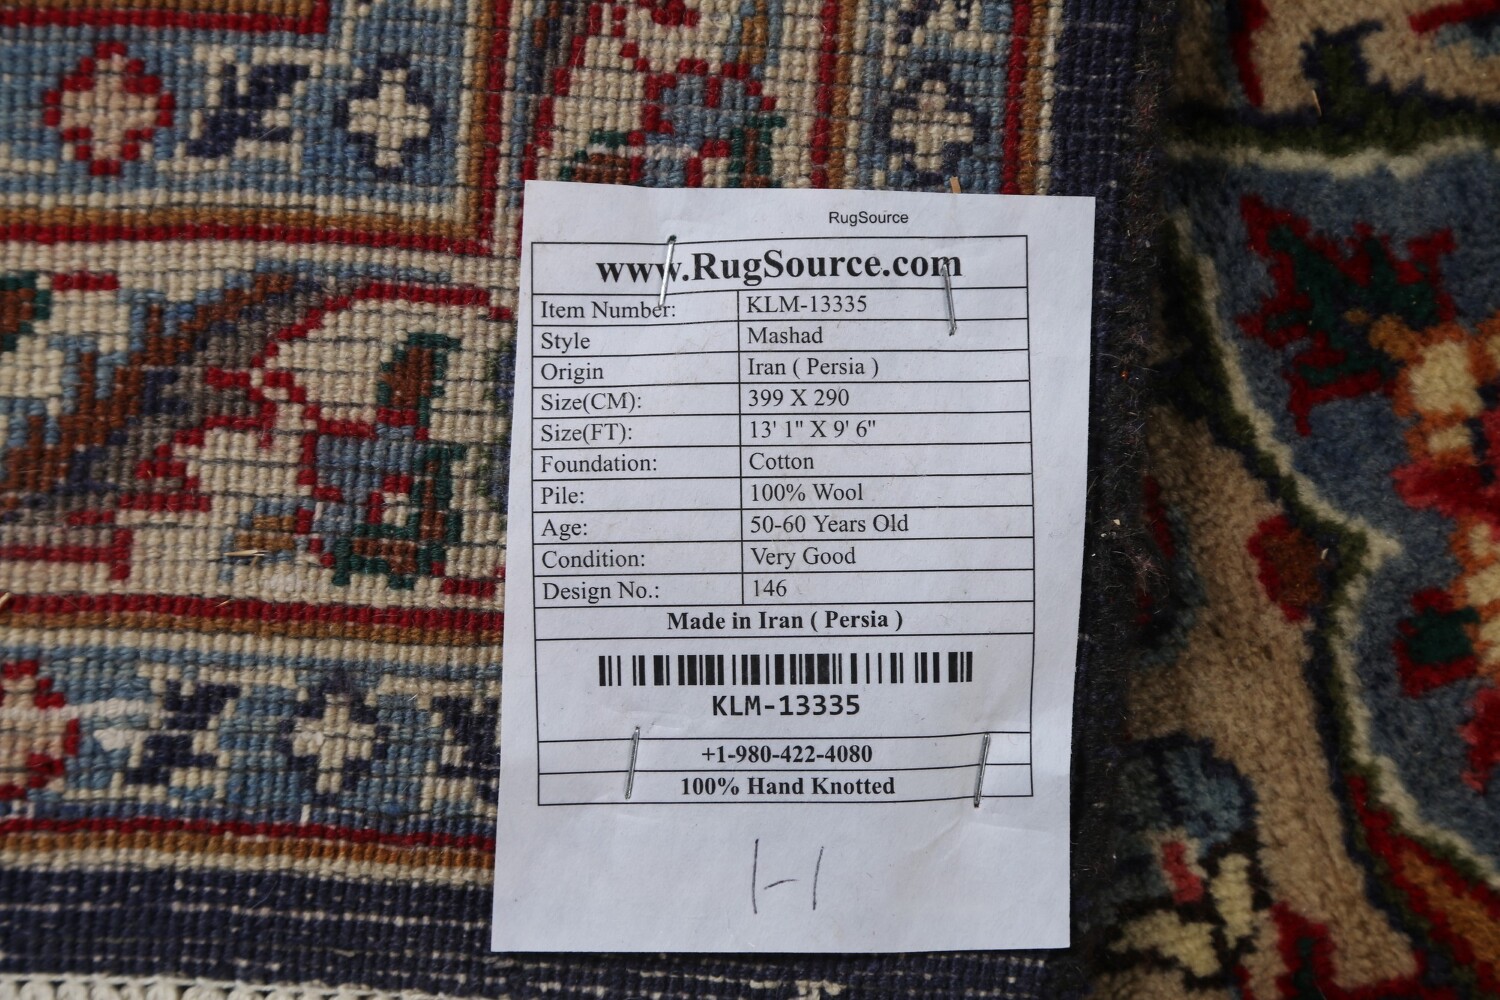 RugSource
www.RugSource.com
Item Number: KLM-13335
Style Mashad
Origin Iran ( Persia )
Size(CM): 399 X 290
Size(FT): 13' 1" X 9' 6"
Foundation: Cotton
Pile: 100% Wool
Age: 50-60 Years Old
Condition: Very Good
Design No.: 146
Made in Iran ( Persia )
KLM-13335
+1-980-422-4080
100% Hand Knotted